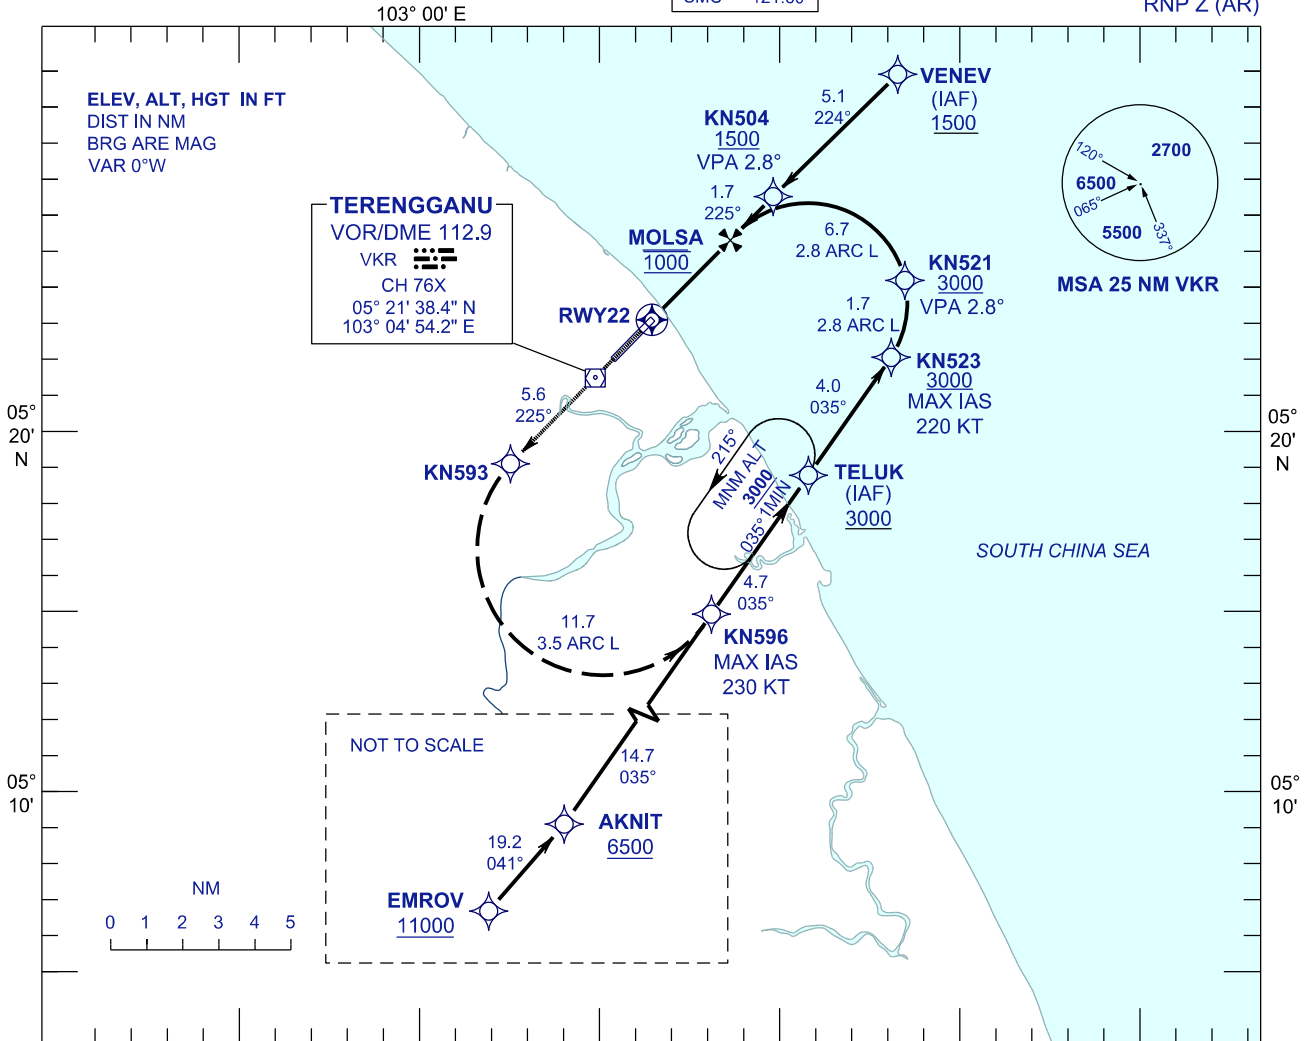 103° 00' E
SMC 121.80
RNP Z (AR)
ELEV, ALT, HGT IN FT
DIST IN NM
BRG ARE MAG
VAR 0°W
VENEV
(IAF)
1500
5.1
224°
KN504
1500
VPA 2.8°
1.7
225°
MOLSA
1000
6.7
2.8 ARC L
KN521
3000
VPA 2.8°
1.7
2.8 ARC L
120°
2700
6500
065°
5500
337°
MSA 25 NM VKR
TERENGGANU
VOR/DME 112.9
VKR
CH 76X
05° 21' 38.4" N
103° 04' 54.2" E
RWY22
KN523
3000
MAX IAS
220 KT
4.0
035°
5.6
225°
05°
20'
N
05°
20'
N
KN593
215°
MNM ALT
3000
035° 1MIN
TELUK
(IAF)
3000
SOUTH CHINA SEA
4.7
035°
11.7
3.5 ARC L
KN596
MAX IAS
230 KT
NOT TO SCALE
14.7
035°
05°
10'
05°
10'
AKNIT
6500
19.2
041°
EMROV
11000
NM
0 1 2 3 4 5